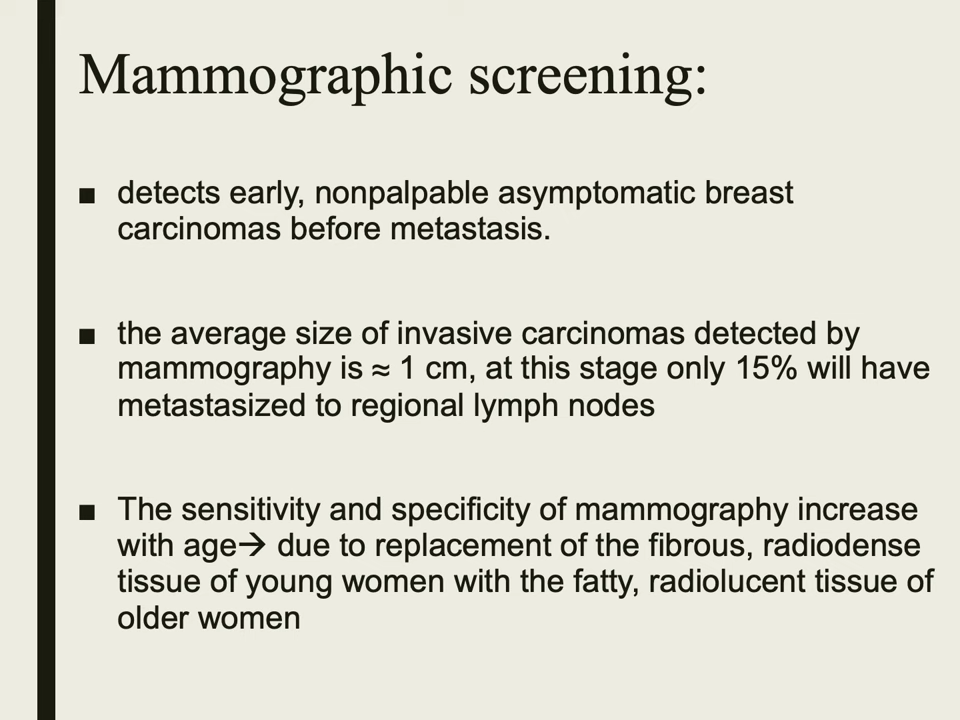 Mammographic screening:
■ detects early, nonpalpable asymptomatic breast
carcinomas before metastasis.
■ the average size of invasive carcinomas detected by
mammography is ≈ 1 cm, at this stage only 15% will have
metastasized to regional lymph nodes
■ The sensitivity and specificity of mammography increase
with age→ due to replacement of the fibrous, radiodense
tissue of young women with the fatty, radiolucent tissue of
older women